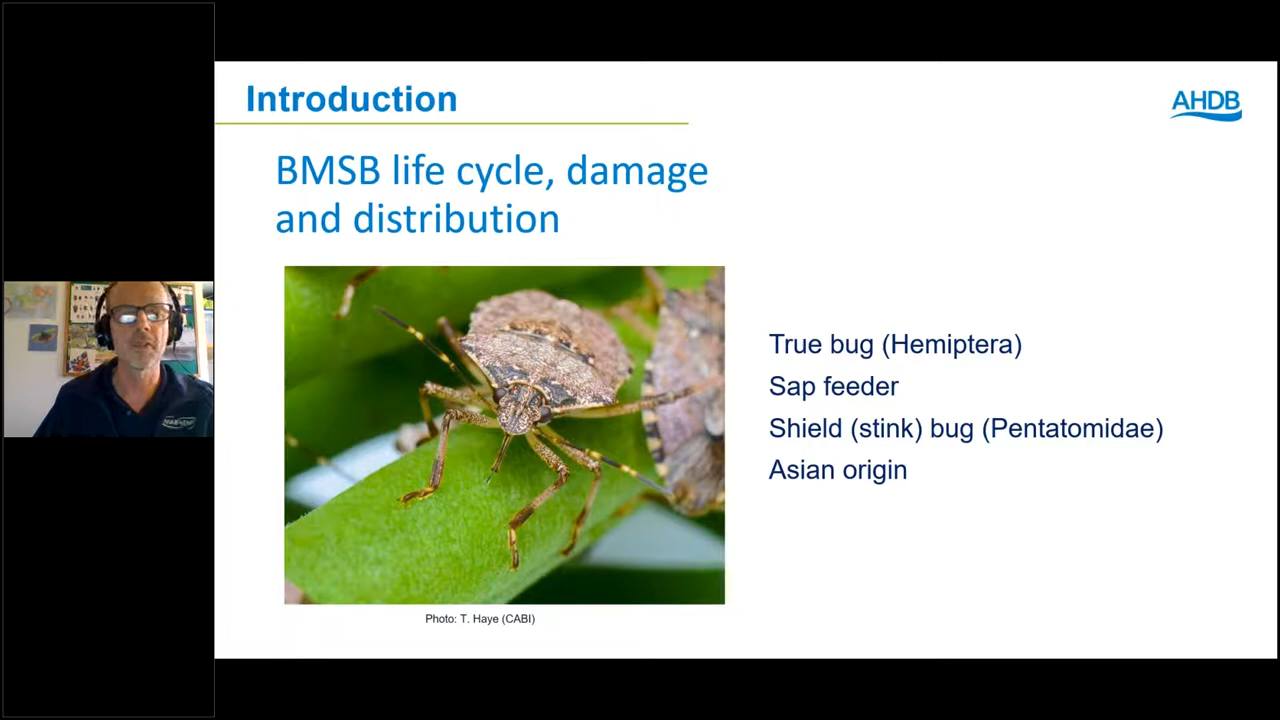 Introduction
AHDB
BMSB life cycle, damage
and distribution
True bug (Hemiptera)
Sap feeder
Shield (stink) bug (Pentatomidae)
Asian origin
Photo: T. Haye (CABI)